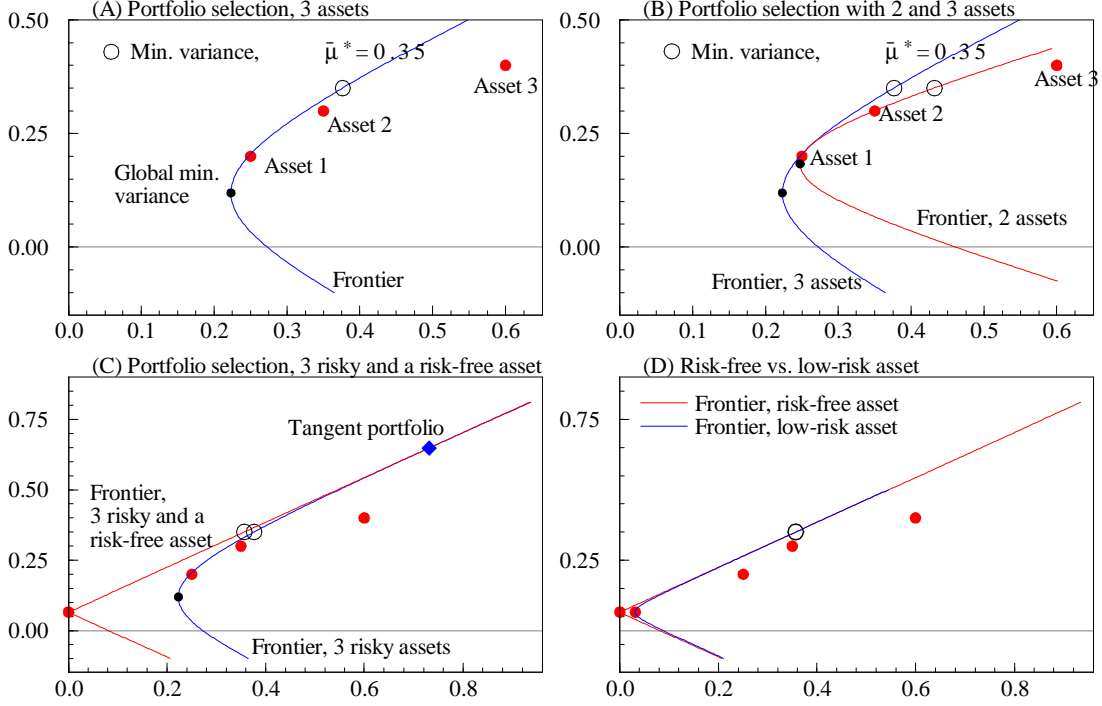 (A) Portfolio selection, 3 assets
0.50
Min. variance, μ̄* = 0.35
Asset 3
0.25
Asset 2
Asset 1
Global min.
variance
0.00
Frontier
0.0 0.1 0.2 0.3 0.4 0.5 0.6
(B) Portfolio selection with 2 and 3 assets
0.50
Min. variance, μ̄* = 0.35
Asset 3
Asset 2
0.25
Asset 1
Frontier, 2 assets
0.00
Frontier, 3 assets
0.0 0.1 0.2 0.3 0.4 0.5 0.6
(C) Portfolio selection, 3 risky and a risk-free asset
0.75
Tangent portfolio
0.50
Frontier,
3 risky and a
risk-free asset
0.25
0.00
Frontier, 3 risky assets
0.0 0.2 0.4 0.6 0.8
(D) Risk-free vs. low-risk asset
Frontier, risk-free asset
0.75
Frontier, low-risk asset
0.50
0.25
0.00
0.0 0.2 0.4 0.6 0.8